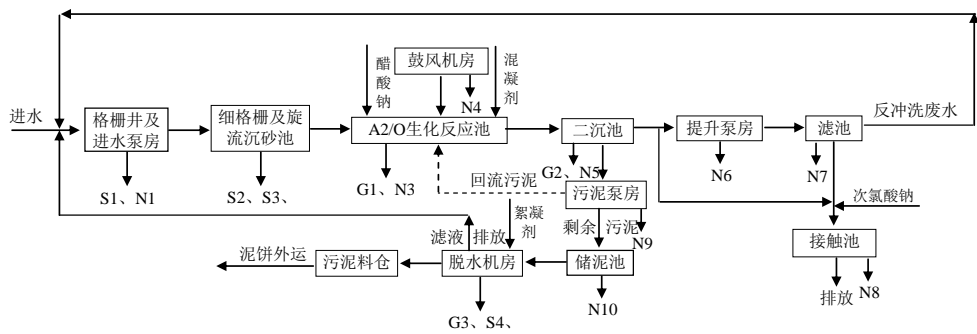 醋
酸
钠
鼓风机房
混
凝
剂
N4
进水
格栅井及
进水泵房
细格栅及旋
流沉砂池
A2/O生化反应池
二沉池
提升泵房
滤池
反冲洗废水
S1、N1
S2、S3、
G1、N3
G2、N5
N6
N7
回流污泥
污泥泵房
次氯酸钠
絮凝
剂
剩余 污泥
N9
滤液 排放
接触池
泥饼外运
污泥料仓
脱水机房
储泥池
排放
N8
N10
G3、S4、